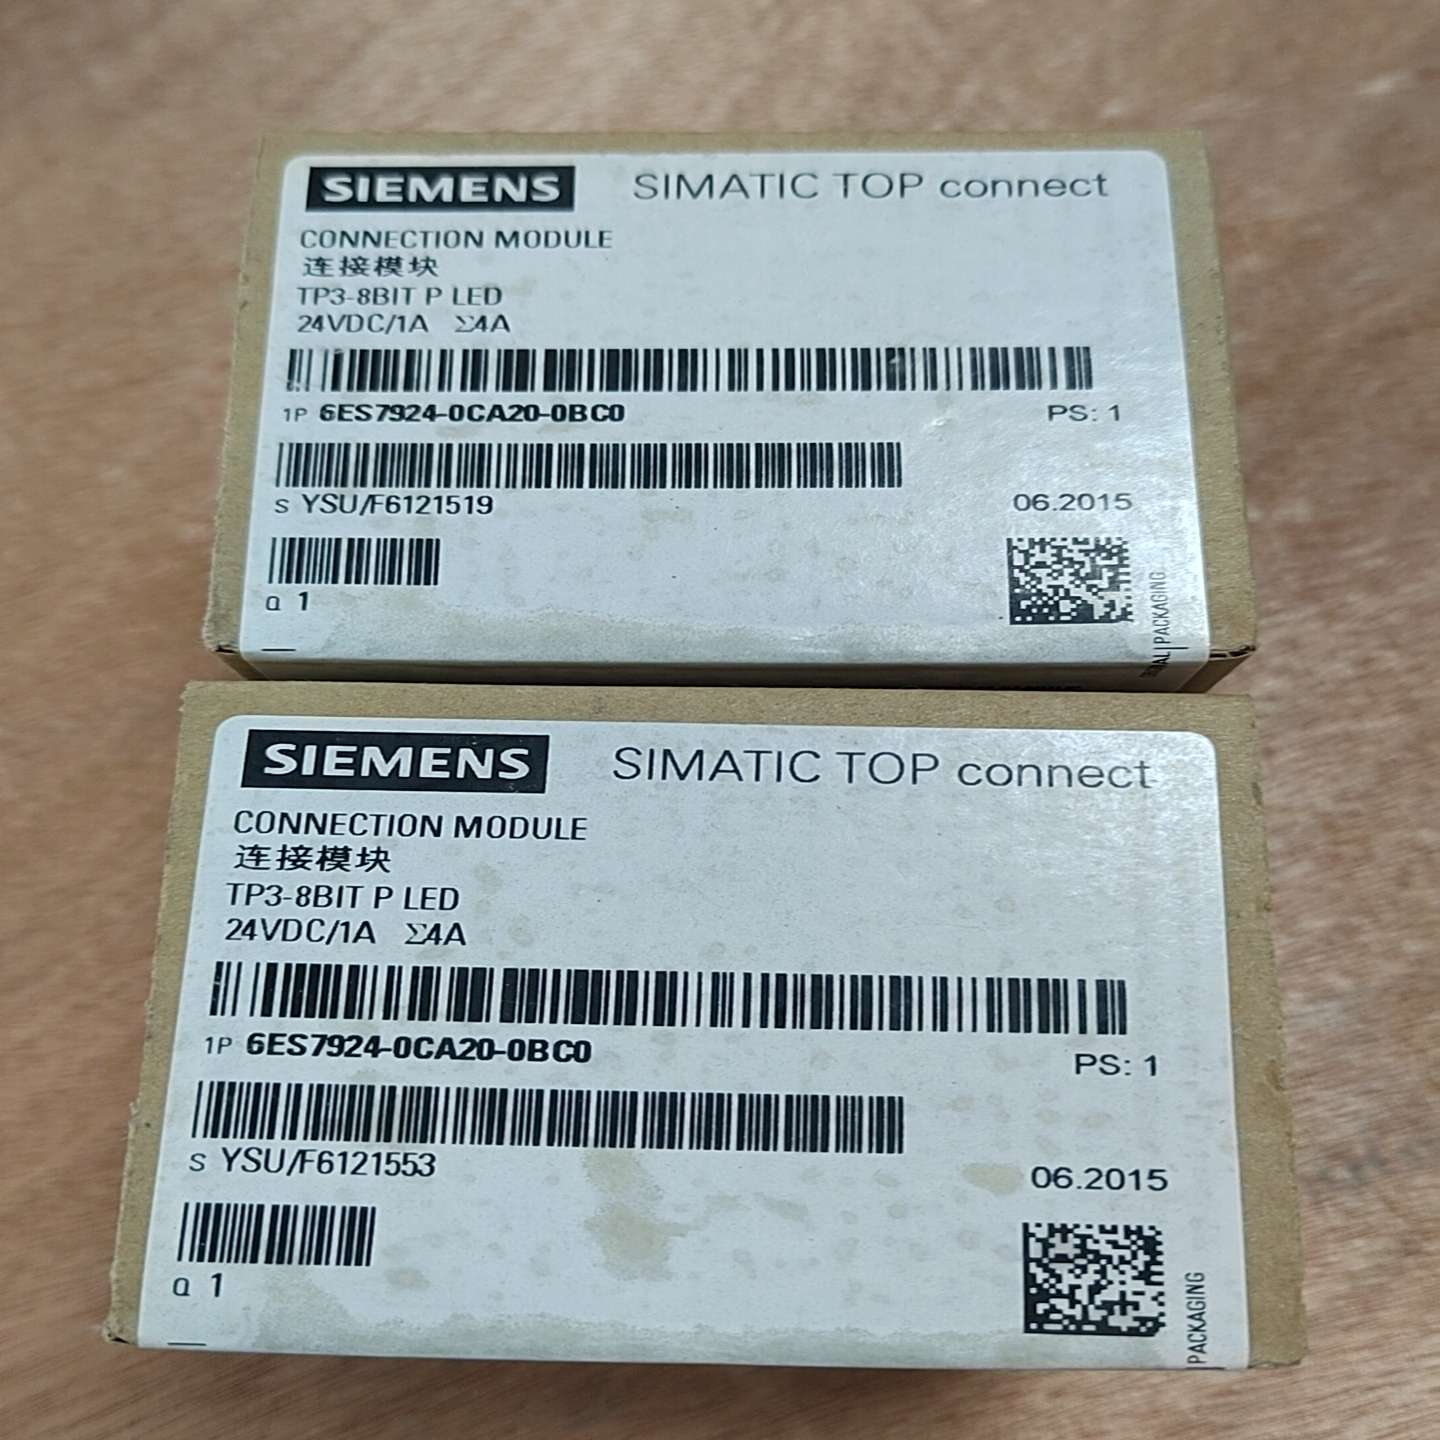 SIEMENS SIMATIC TOP connect
CONNECTION MODULE
连接模块
TP3-8BIT P LED
24VDC/1A Σ4A
1P 6ES7924-0CA20-0BC0 PS: 1
S YSU/F6121519 06.2015
Q 1
PACKAGING
SIEMENS SIMATIC TOP connect
CONNECTION MODULE
连接模块
TP3-8BIT P LED
24VDC/1A Σ4A
1P 6ES7924-0CA20-0BC0 PS: 1
S YSU/F6121553 06.2015
Q 1
PACKAGING